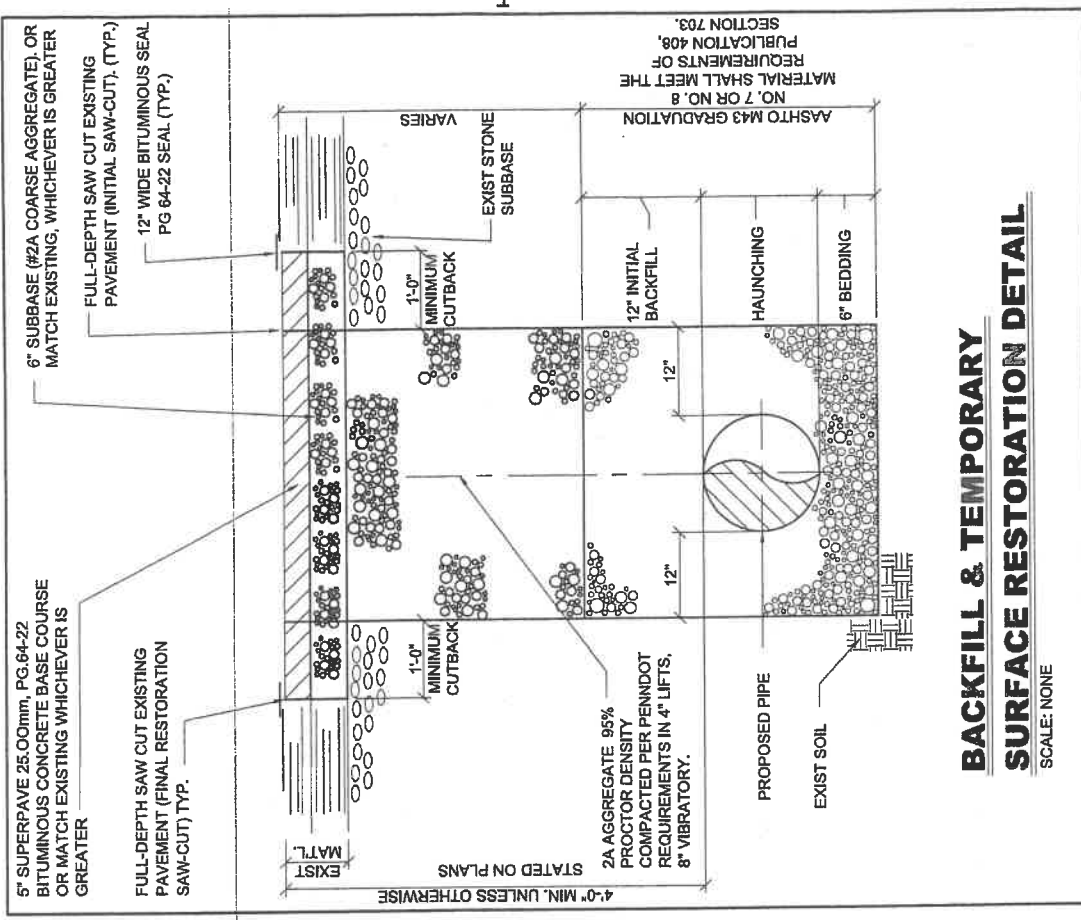 5" SUPERPAVE 25.00mm, PG.64-22
BITUMINOUS CONCRETE BASE COURSE
OR MATCH EXISTING WHICHEVER IS
GREATER
6" SUBBASE (#2A COARSE AGGREGATE). OR
MATCH EXISTING, WHICHEVER IS GREATER
FULL-DEPTH SAW CUT EXISTING
PAVEMENT (INITIAL SAW-CUT). (TYP.)
12" WIDE BITUMINOUS SEAL
PG 64-22 SEAL (TYP.)
FULL-DEPTH SAW CUT EXISTING
PAVEMENT (FINAL RESTORATION
SAW-CUT) TYP.
EXIST
MAT'L.
4'-0" MIN. UNLESS OTHERWISE
STATED ON PLANS
1'-0"
MINIMUM
CUTBACK
1'-0"
MINIMUM
CUTBACK
EXIST STONE
SUBBASE
VARIES
AASHTO M43 GRADUATION
NO. 7 OR NO. 8
MATERIAL SHALL MEET THE
REQUIREMENTS OF
PUBLICATION 408,
SECTION 703.
12" INITIAL
BACKFILL
HAUNCHING
6" BEDDING
12"
12"
2A AGGREGATE 95%
PROCTOR DENSITY
COMPACTED PER PENNDOT
REQUIREMENTS IN 4" LIFTS,
8" VIBRATORY.
PROPOSED PIPE
EXIST SOIL
BACKFILL & TEMPORARY
SURFACE RESTORATION DETAIL
SCALE: NONE